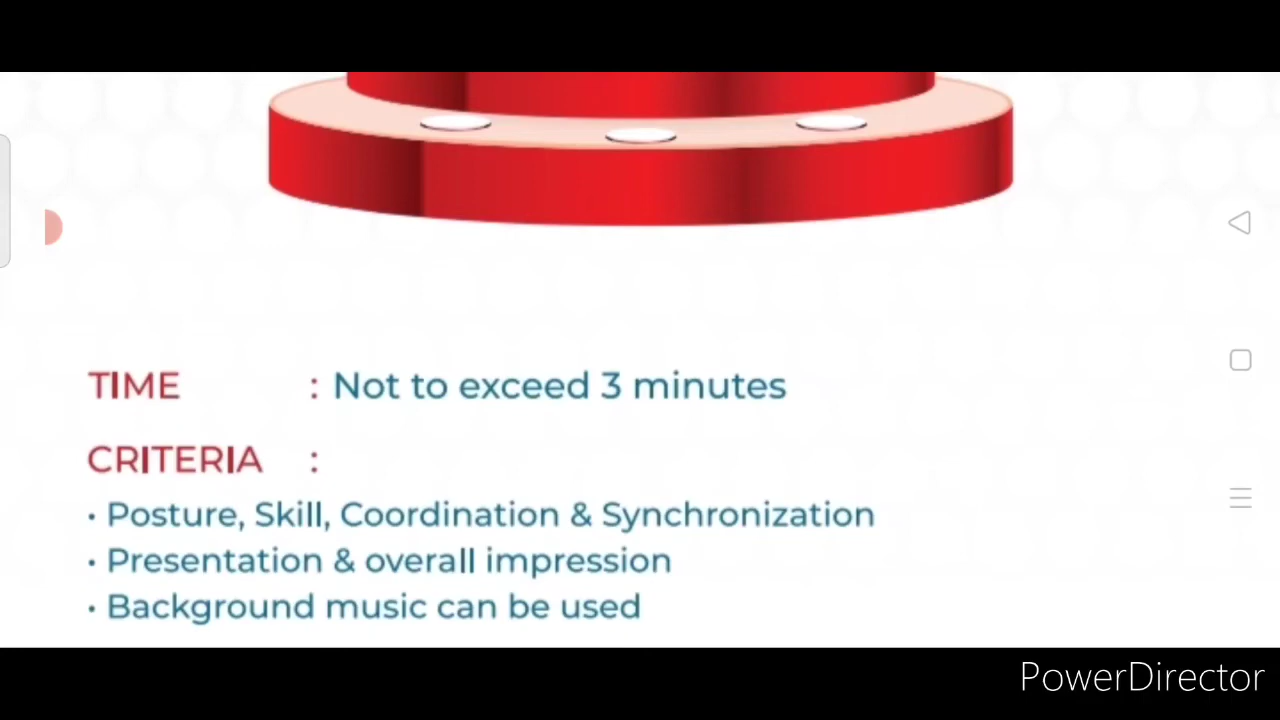 TIME : Not to exceed 3 minutes
CRITERIA :
• Posture, Skill, Coordination & Synchronization
• Presentation & overall impression
• Background music can be used
PowerDirector